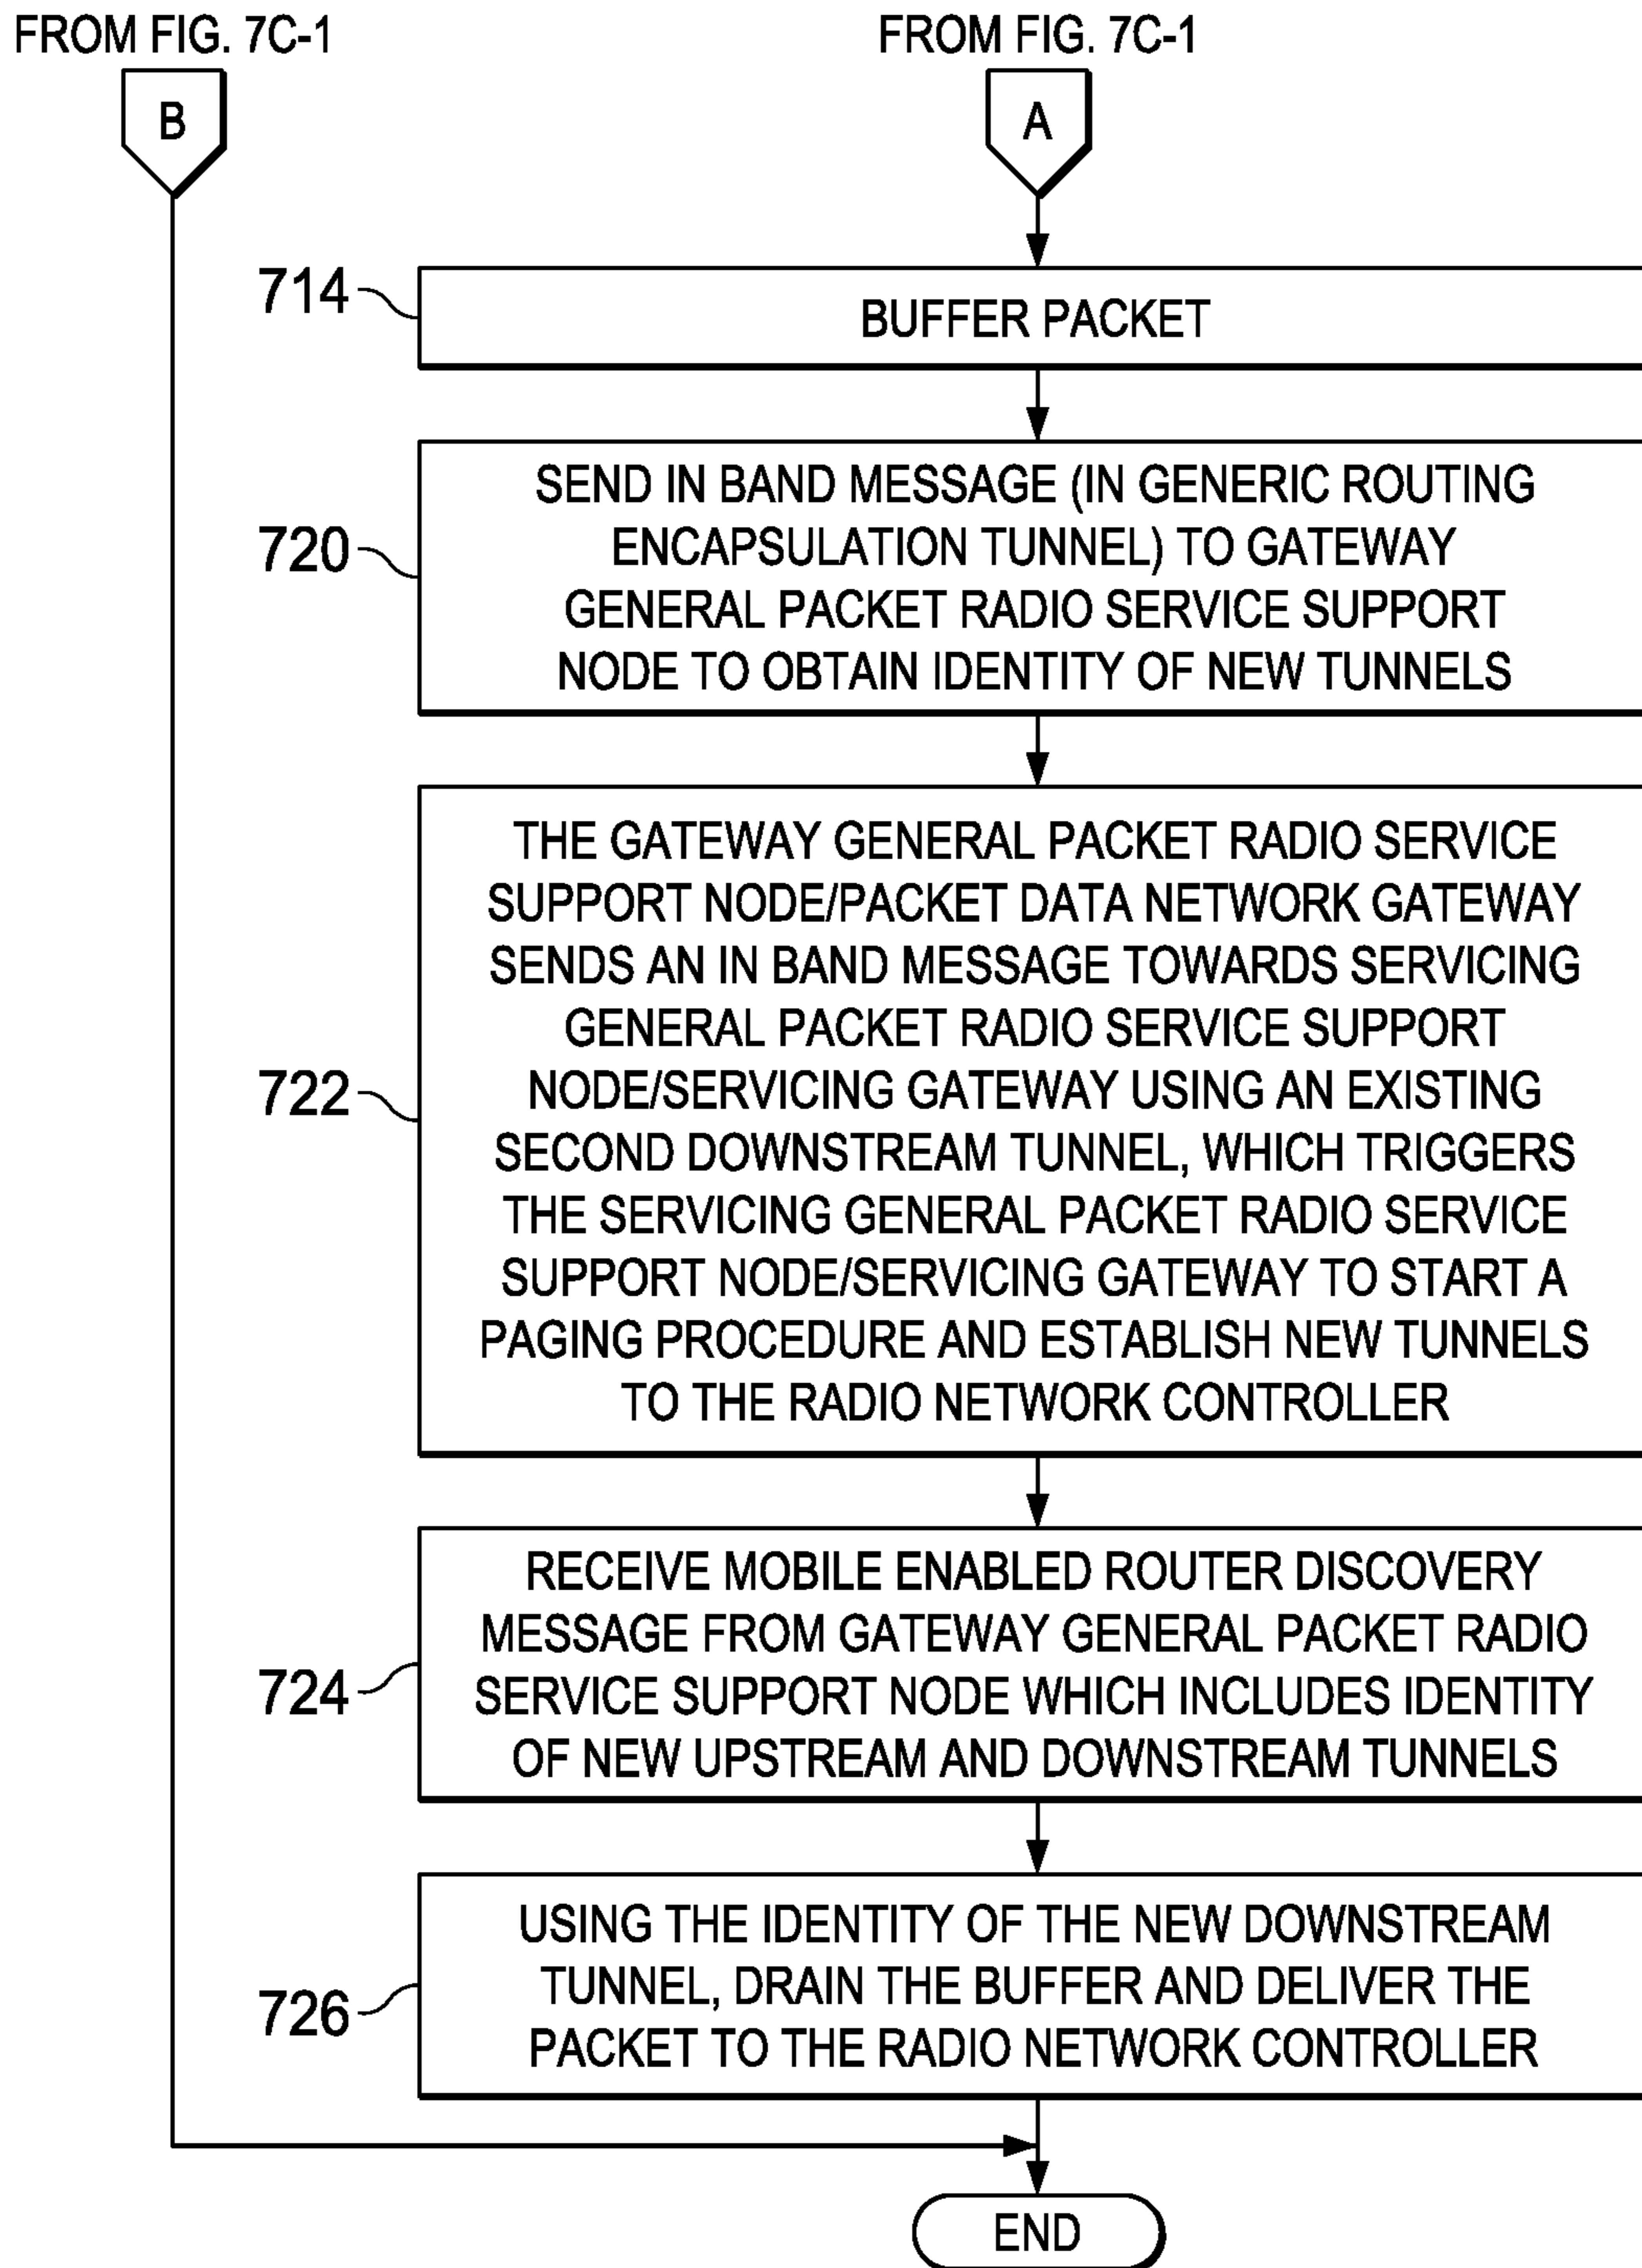 FROM FIG. 7C-1
B
FROM FIG. 7C-1
A
714
BUFFER PACKET
720
SEND IN BAND MESSAGE (IN GENERIC ROUTING
ENCAPSULATION TUNNEL) TO GATEWAY
GENERAL PACKET RADIO SERVICE SUPPORT
NODE TO OBTAIN IDENTITY OF NEW TUNNELS
722
THE GATEWAY GENERAL PACKET RADIO SERVICE
SUPPORT NODE/PACKET DATA NETWORK GATEWAY
SENDS AN IN BAND MESSAGE TOWARDS SERVICING
GENERAL PACKET RADIO SERVICE SUPPORT
NODE/SERVICING GATEWAY USING AN EXISTING
SECOND DOWNSTREAM TUNNEL, WHICH TRIGGERS
THE SERVICING GENERAL PACKET RADIO SERVICE
SUPPORT NODE/SERVICING GATEWAY TO START A
PAGING PROCEDURE AND ESTABLISH NEW TUNNELS
TO THE RADIO NETWORK CONTROLLER
724
RECEIVE MOBILE ENABLED ROUTER DISCOVERY
MESSAGE FROM GATEWAY GENERAL PACKET RADIO
SERVICE SUPPORT NODE WHICH INCLUDES IDENTITY
OF NEW UPSTREAM AND DOWNSTREAM TUNNELS
726
USING THE IDENTITY OF THE NEW DOWNSTREAM
TUNNEL, DRAIN THE BUFFER AND DELIVER THE
PACKET TO THE RADIO NETWORK CONTROLLER
END